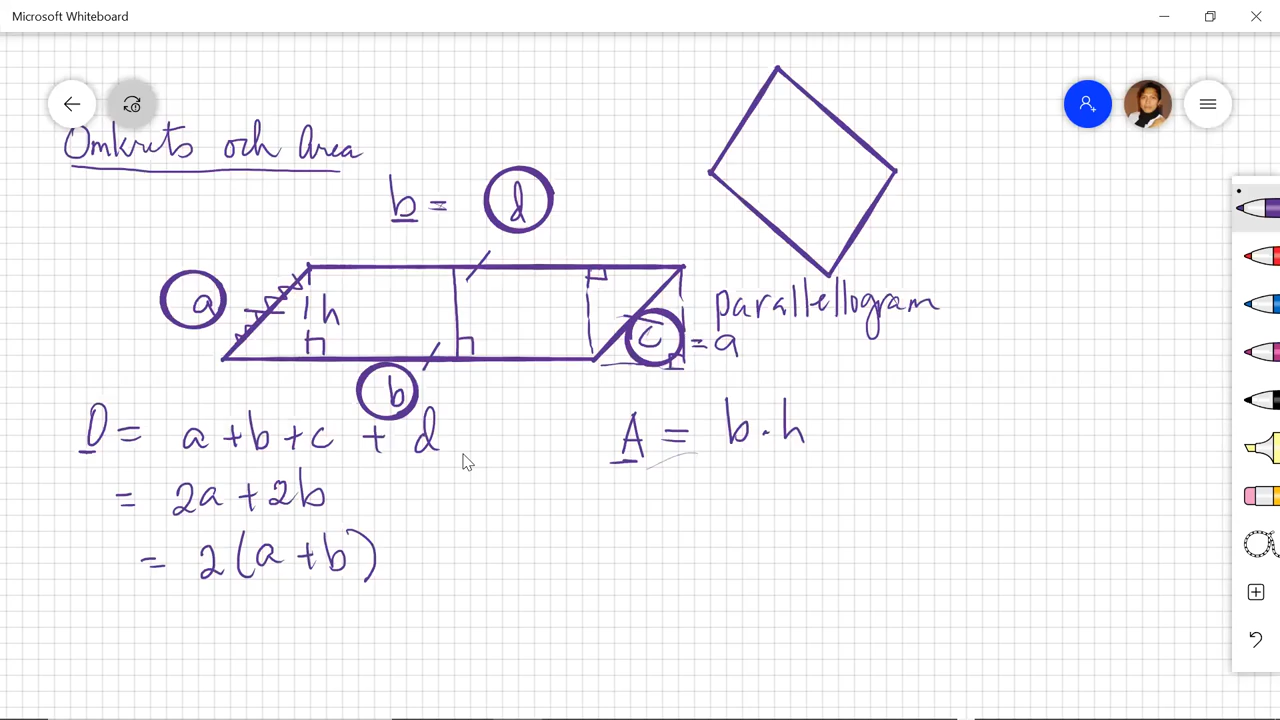 Microsoft Whiteboard
Omkrets och Area
b = d
a
h
parallellogram
c = a
b
O = a + b + c + d
A = b · h
= 2a + 2b
= 2(a + b)